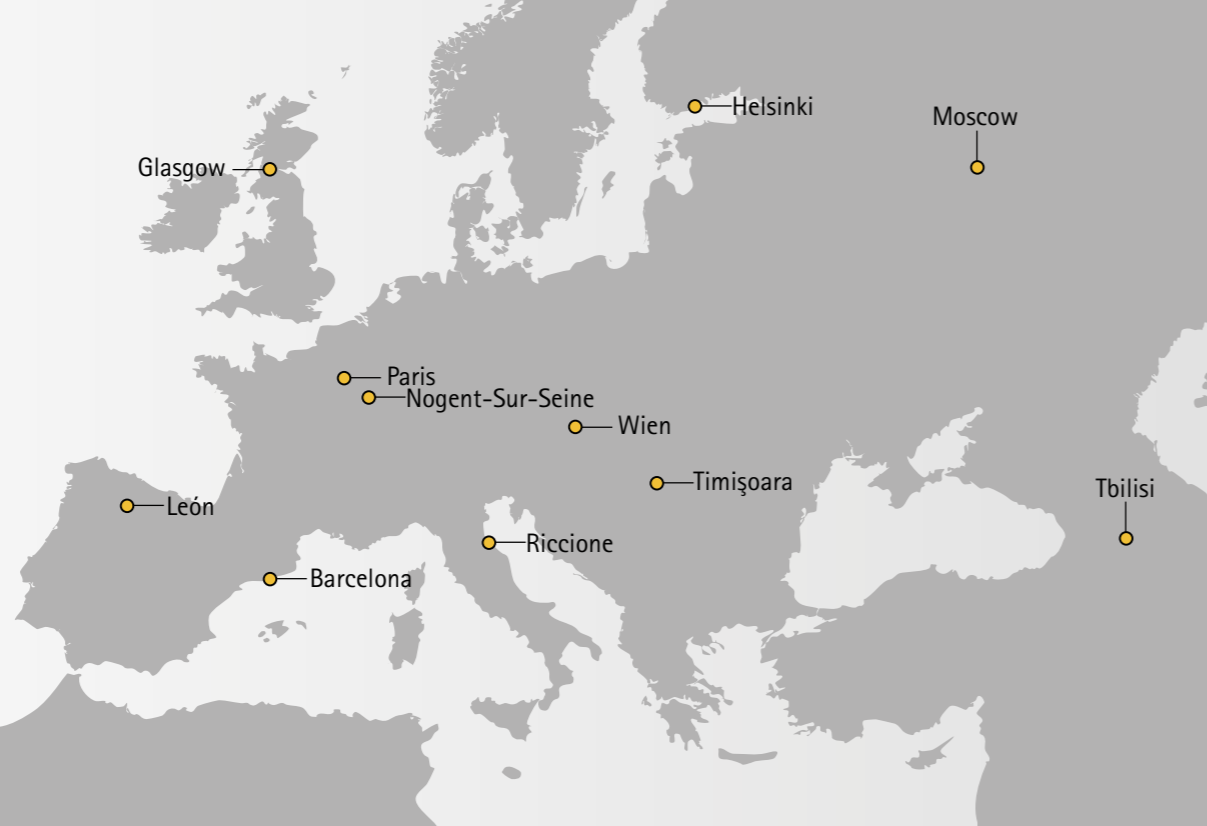 Helsinki
Moscow
Glasgow
Paris
Nogent-Sur-Seine
Wien
Timişoara
Tbilisi
León
Riccione
Barcelona